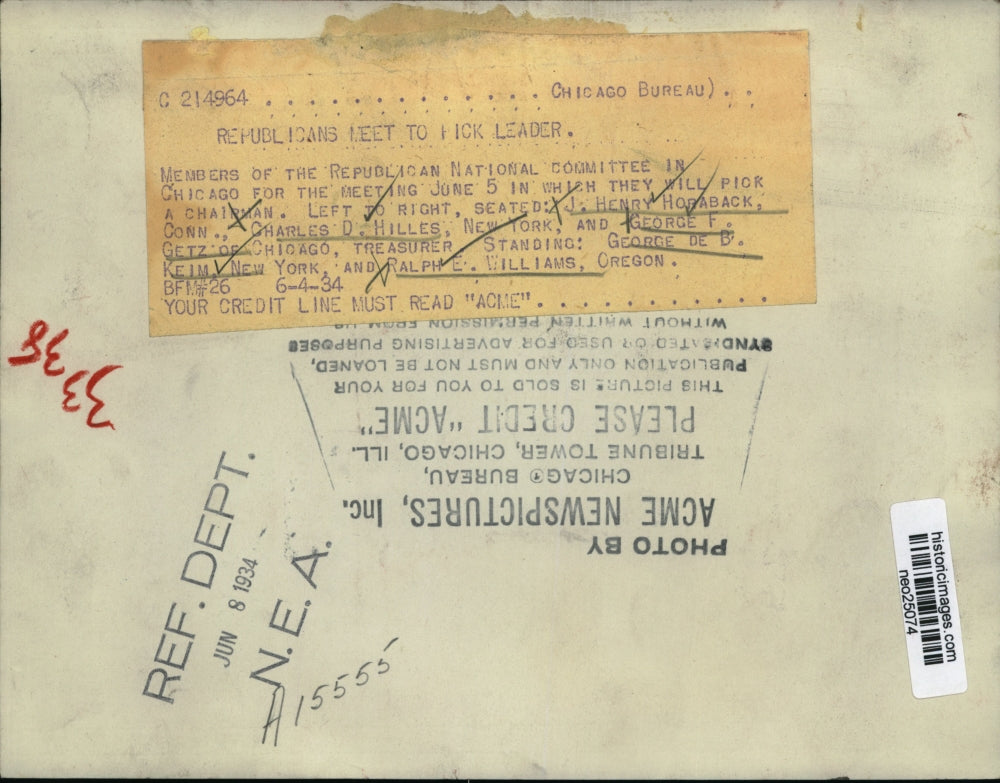 C 214964 . . . . . . . . . . . . . . CHICAGO BUREAU) . .
REPUBLICANS MEET TO PICK LEADER.
MEMBERS OF THE REPUBLICAN NATIONAL COMMITTEE IN
CHICAGO FOR THE MEETING JUNE 5 IN WHICH THEY WILL PICK
A CHAIRMAN. LEFT TO RIGHT, SEATED: J. HENRY HORABACK,
CONN., CHARLES D. HILLES, NEW YORK, AND GEORGE F.
GETZ OF CHICAGO, TREASURER. STANDING: GEORGE DE B.
KEIM, NEW YORK, AND RALPH E. WILLIAMS, OREGON.
BFM#26 6-4-34
YOUR CREDIT LINE MUST READ "ACME". . . . . . . . . . . .
PHOTO BY
ACME NEWSPICTURES, Inc.
CHICAGO BUREAU,
TRIBUNE TOWER, CHICAGO, ILL.
PLEASE CREDIT "ACME"
THIS PICTURE IS SOLD TO YOU FOR YOUR
PUBLICATION ONLY AND MUST NOT BE LOANED,
SYNDICATED OR USED FOR ADVERTISING PURPOSES
WITHOUT WRITTEN PERMISSION FROM US
REF. DEPT.
JUN 8 1934
N.E.A.
A15555
historicimages.com
neo25074